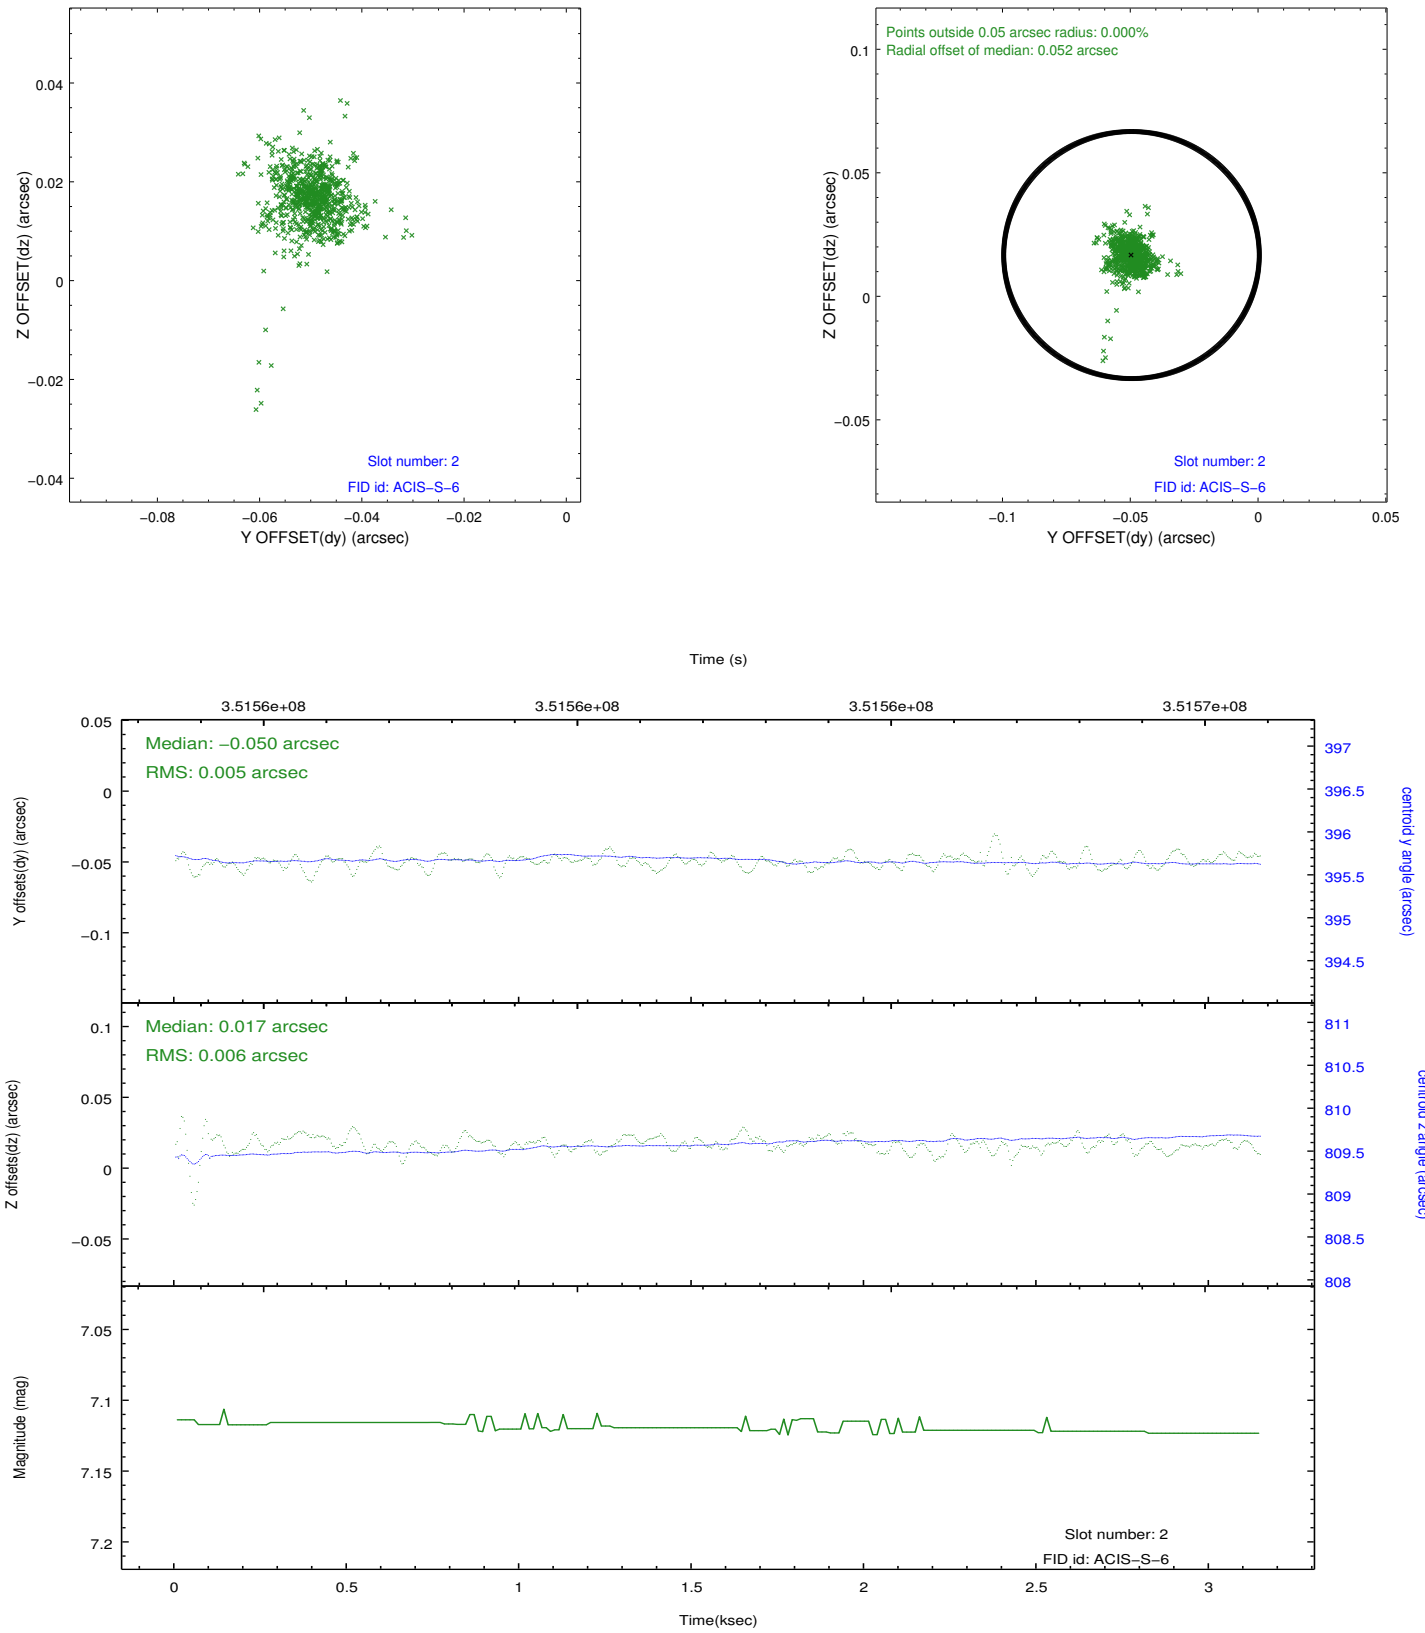 0.04
0.02
0
−0.02
−0.04
Z OFFSET(dz) (arcsec)
−0.08
−0.06
−0.04
−0.02
0
Y OFFSET(dy) (arcsec)
Slot number: 2
FID id: ACIS−S−6
Points outside 0.05 arcsec radius: 0.000%
Radial offset of median: 0.052 arcsec
0.1
0.05
0
−0.05
Z OFFSET(dz) (arcsec)
−0.1
−0.05
0
0.05
Y OFFSET(dy) (arcsec)
Slot number: 2
FID id: ACIS−S−6
Time (s)
3.5156e+08
3.5156e+08
3.5156e+08
3.5157e+08
Median: −0.050 arcsec
RMS: 0.005 arcsec
0.05
0
−0.05
−0.1
Y offsets(dy) (arcsec)
397
396.5
396
395.5
395
394.5
centroid y angle (arcsec)
Median: 0.017 arcsec
RMS: 0.006 arcsec
0.1
0.05
0
−0.05
Z offsets(dz) (arcsec)
811
810.5
810
809.5
809
808.5
808
centroid z angle (arcsec)
7.05
7.1
7.15
7.2
Magnitude (mag)
Slot number: 2
FID id: ACIS−S−6
0
0.5
1
1.5
2
2.5
3
Time(ksec)